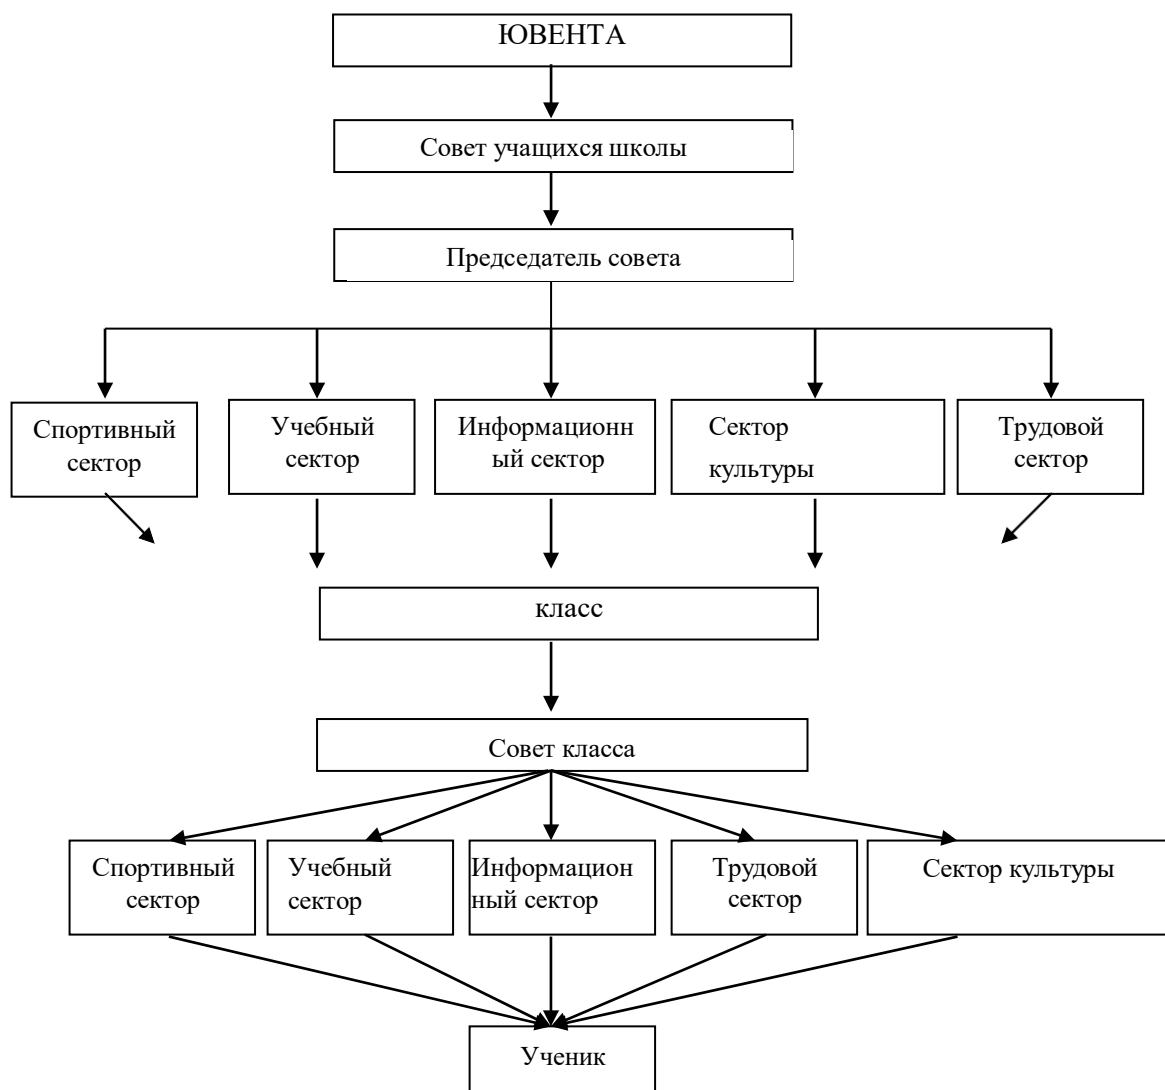 ЮВЕНТА
Совет учащихся школы
Председатель совета
Спортивный
сектор
Учебный
сектор
Информационн
ый сектор
Сектор
культуры
Трудовой
сектор
класс
Совет класса
Спортивный
сектор
Учебный
сектор
Информацион
ный сектор
Трудовой
сектор
Сектор культуры
Ученик